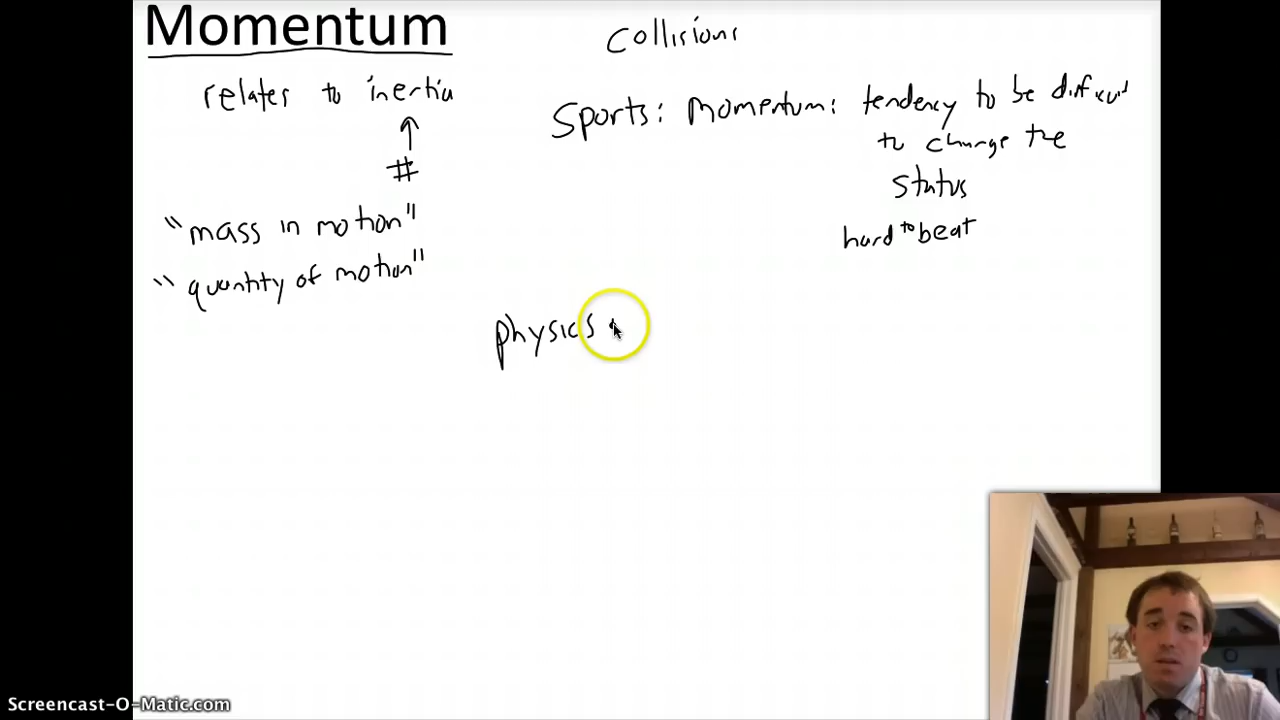 Momentum
Collisions
relates to inertia
#
"mass in motion"
"quantity of motion"
Sports: Momentum: tendency to be difficult
to change the
status
hard to beat
physics :
Screencast-O-Matic.com